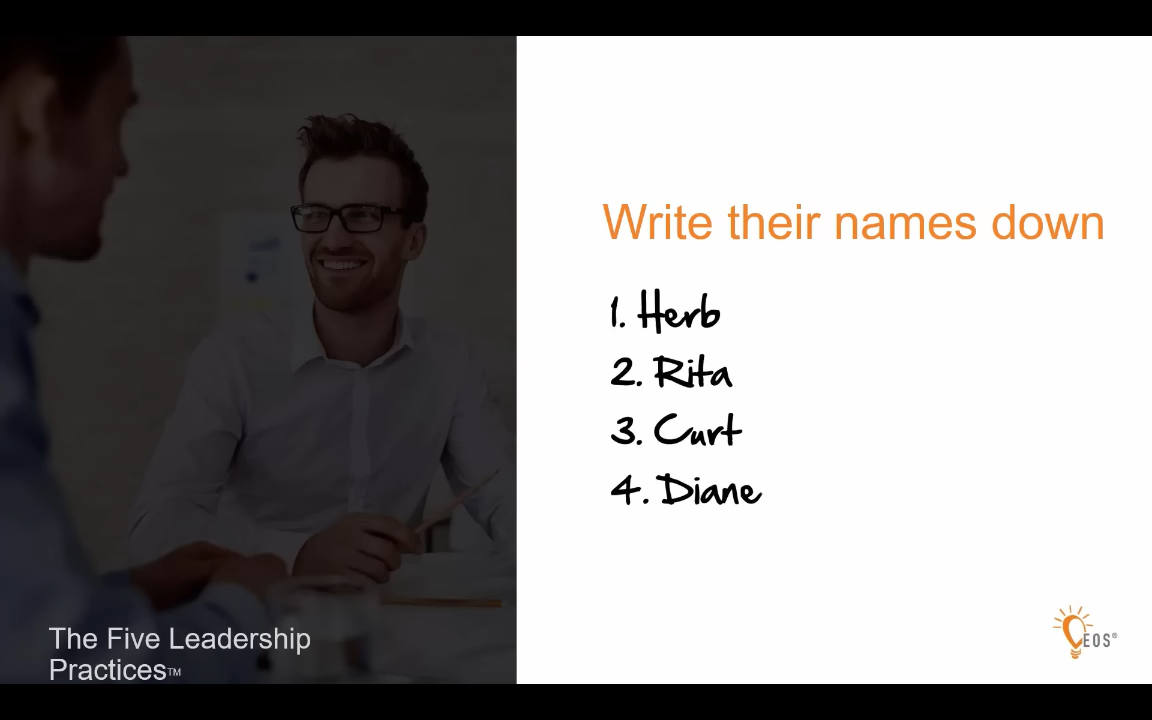 Write their names down
1. Herb
2. Rita
3. Curt
4. Diane
The Five Leadership
Practices™
EOS®